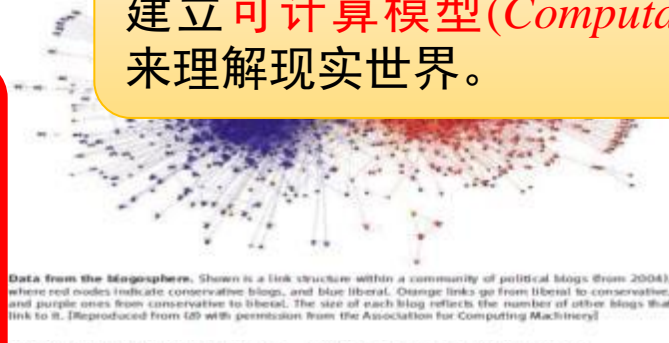 建立可计算模型(Computa
来理解现实世界。
Data from the blogosphere. Shown is a link structure within a community of political blogs (from 2004)
where red nodes indicate conservative blogs, and blue liberal. Orange links go from liberal to conservative,
and purple ones from conservative to liberal. The size of each blog reflects the number of other blogs tha
link to it. [Reproduced from (8) with permission from the Association for Computing Machinery]